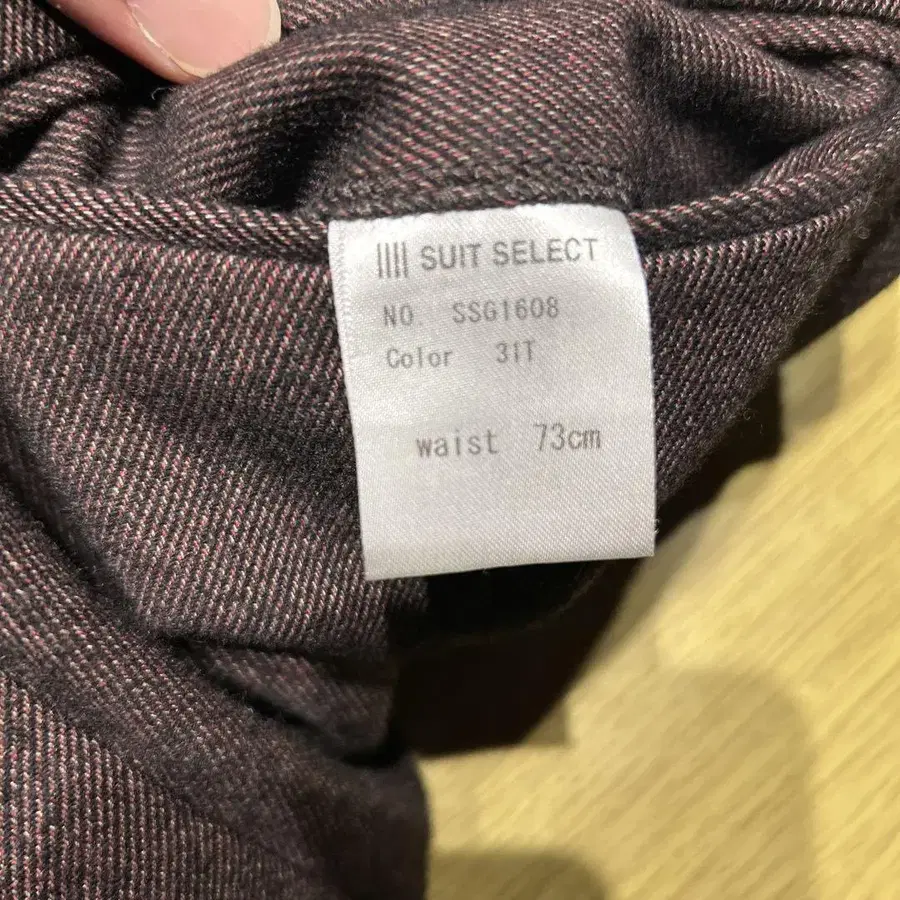 SUIT SELECT
NO. SSG1608
Color 31T
waist 73cm